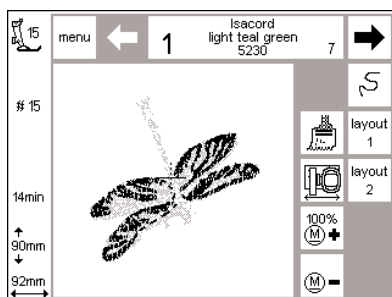 15
menu
1
Isacord
light teal green
5230
7
# 15
layout
1
layout
2
14min
90mm
92mm
100%
M +
M -